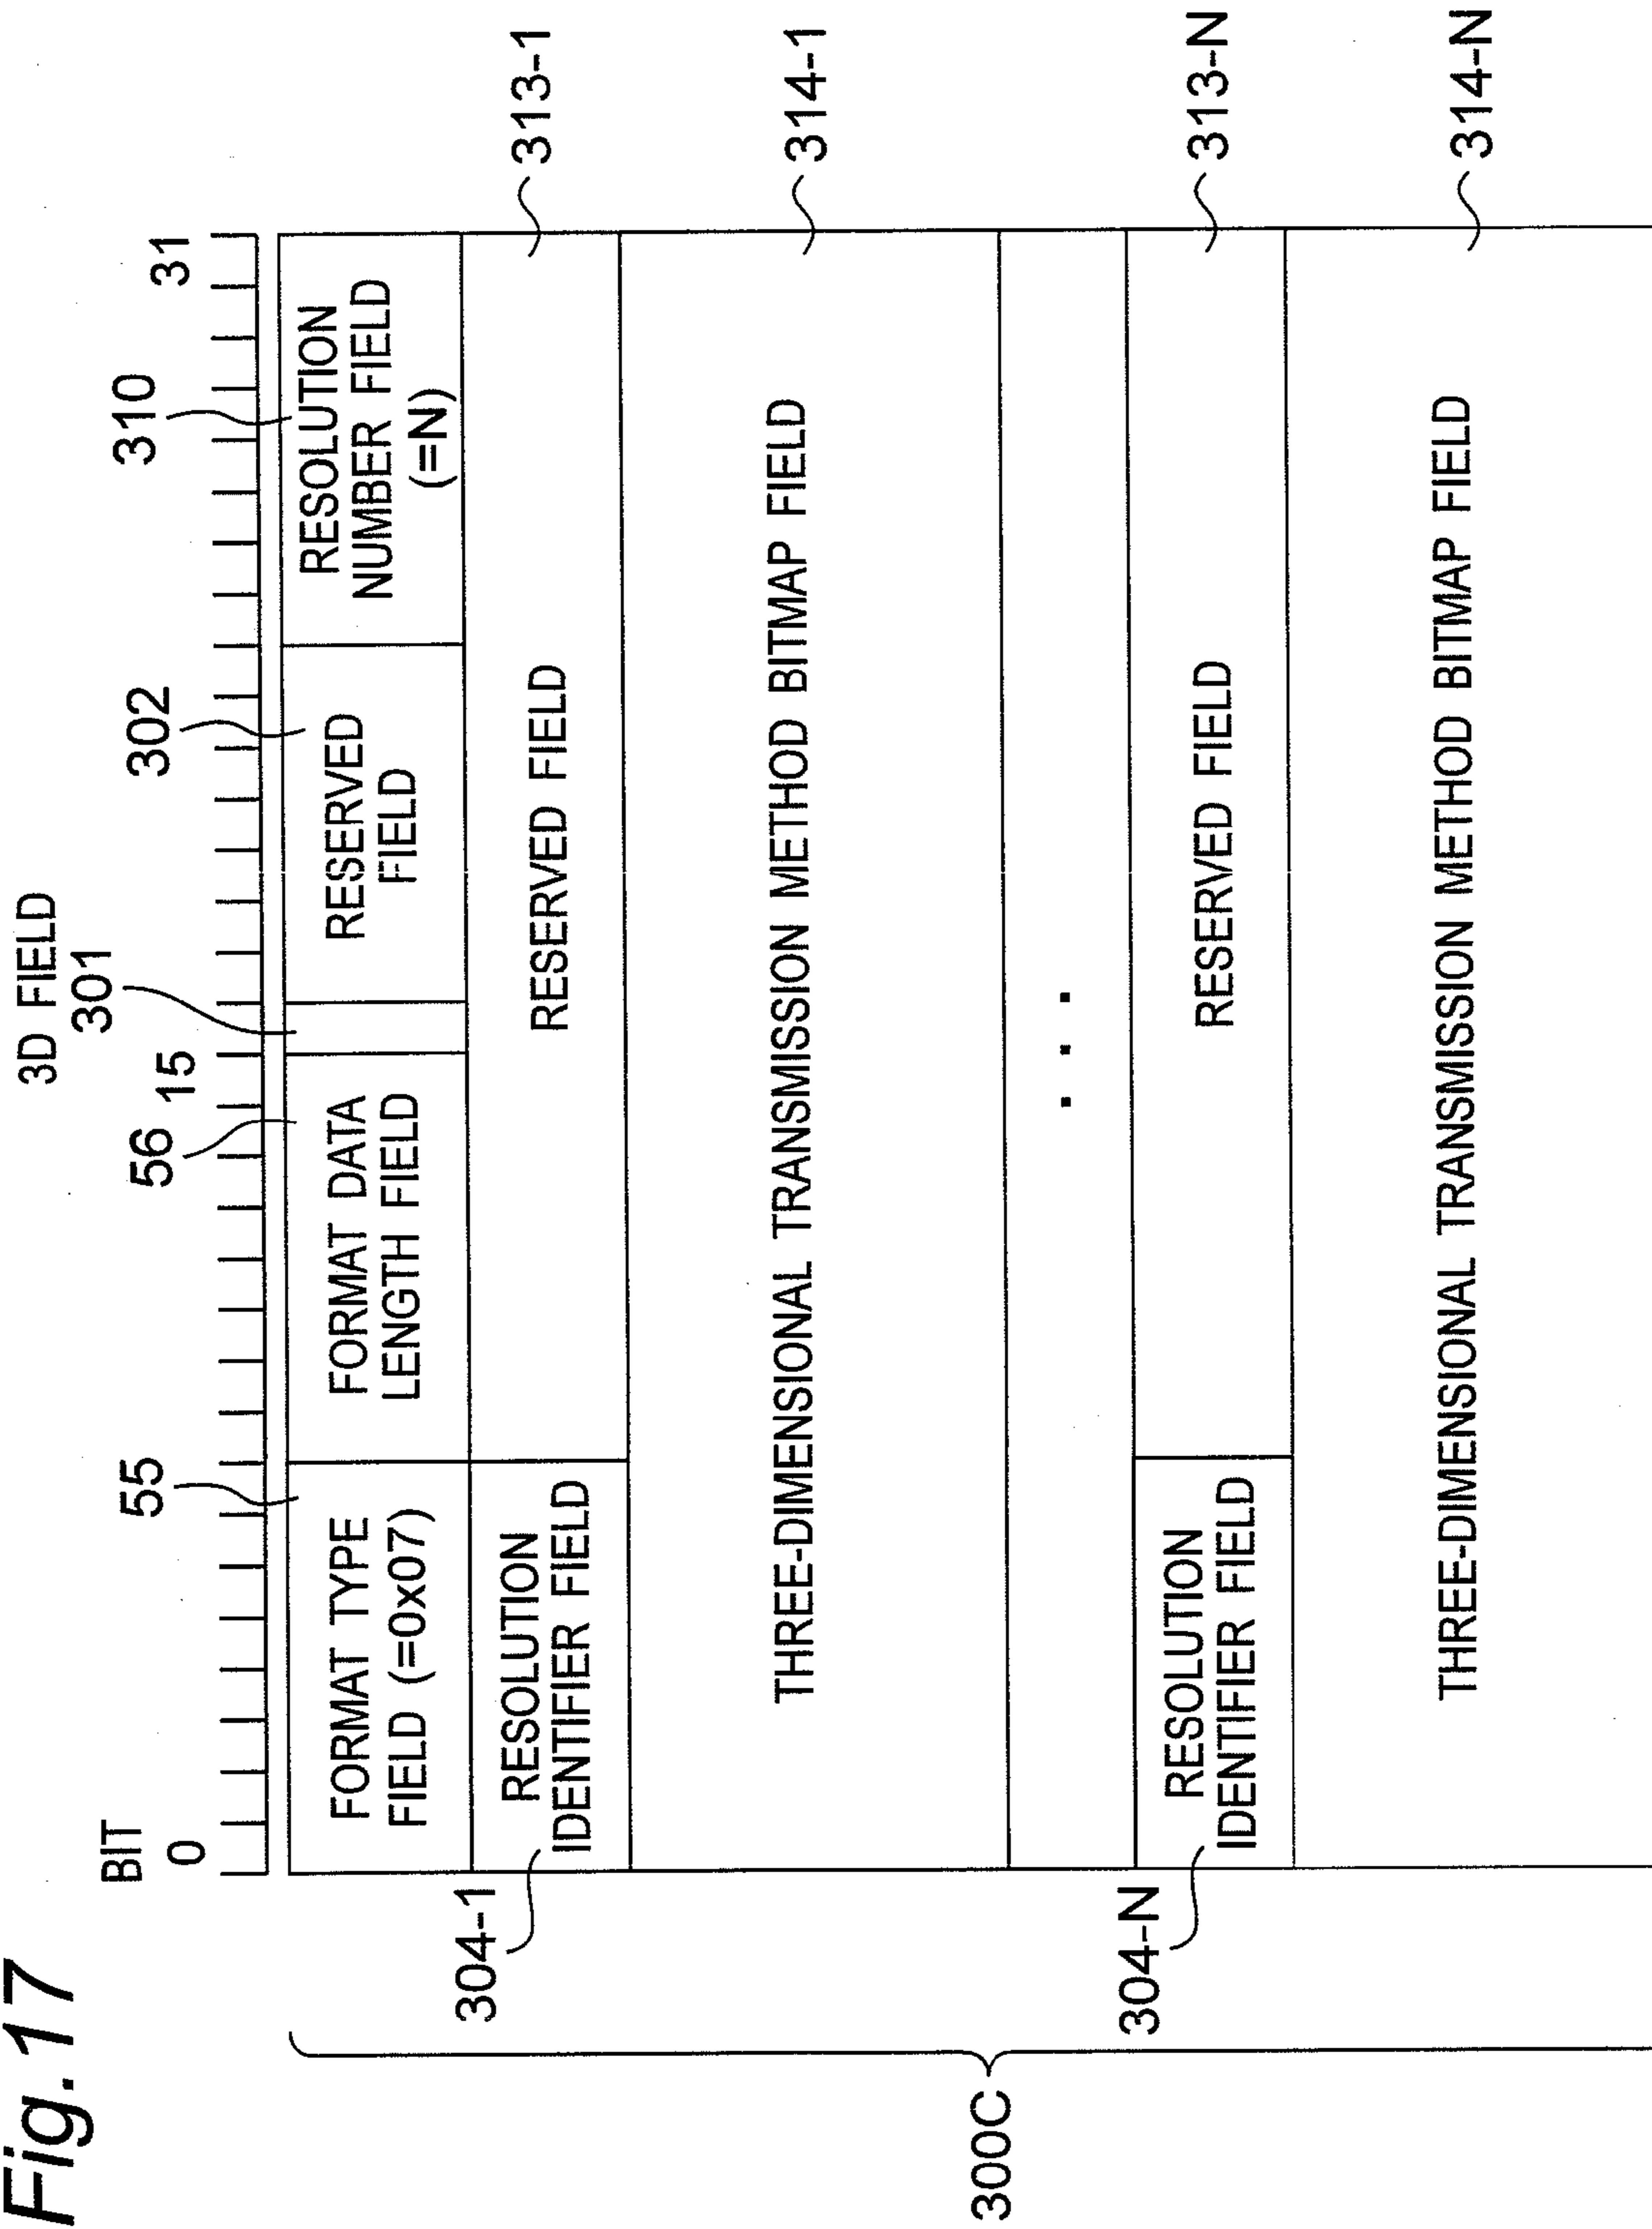 Fig.17
3D FIELD
BIT
0
55
56
15
301
302
310
31
FORMAT TYPE
FIELD (=0x07)
FORMAT DATA
LENGTH FIELD
RESERVED
FIELD
RESOLUTION
NUMBER FIELD
(=N)
304-1
RESOLUTION
IDENTIFIER FIELD
RESERVED FIELD
313-1
THREE-DIMENSIONAL TRANSMISSION METHOD BITMAP FIELD
314-1
300C
. . .
304-N
RESOLUTION
IDENTIFIER FIELD
RESERVED FIELD
313-N
THREE-DIMENSIONAL TRANSMISSION METHOD BITMAP FIELD
314-N